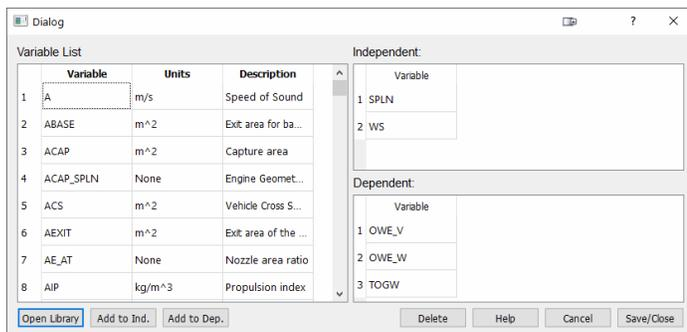 Dialog ? ×
Variable List
Variable Units Description
1 A m/s Speed of Sound
2 ABASE m^2 Exit area for ba...
3 ACAP m^2 Capture area
4 ACAP_SPLN None Engine Geomet...
5 ACS m^2 Vehicle Cross S...
6 AEXIT m^2 Exit area of the ...
7 AE_AT None Nozzle area ratio
8 AIP kg/m^3 Propulsion index
Independent:
Variable
1 SPLN
2 WS
Dependent:
Variable
1 OWE_V
2 OWE_W
3 TOGW
Open Library Add to Ind. Add to Dep. Delete Help Cancel Save/Close